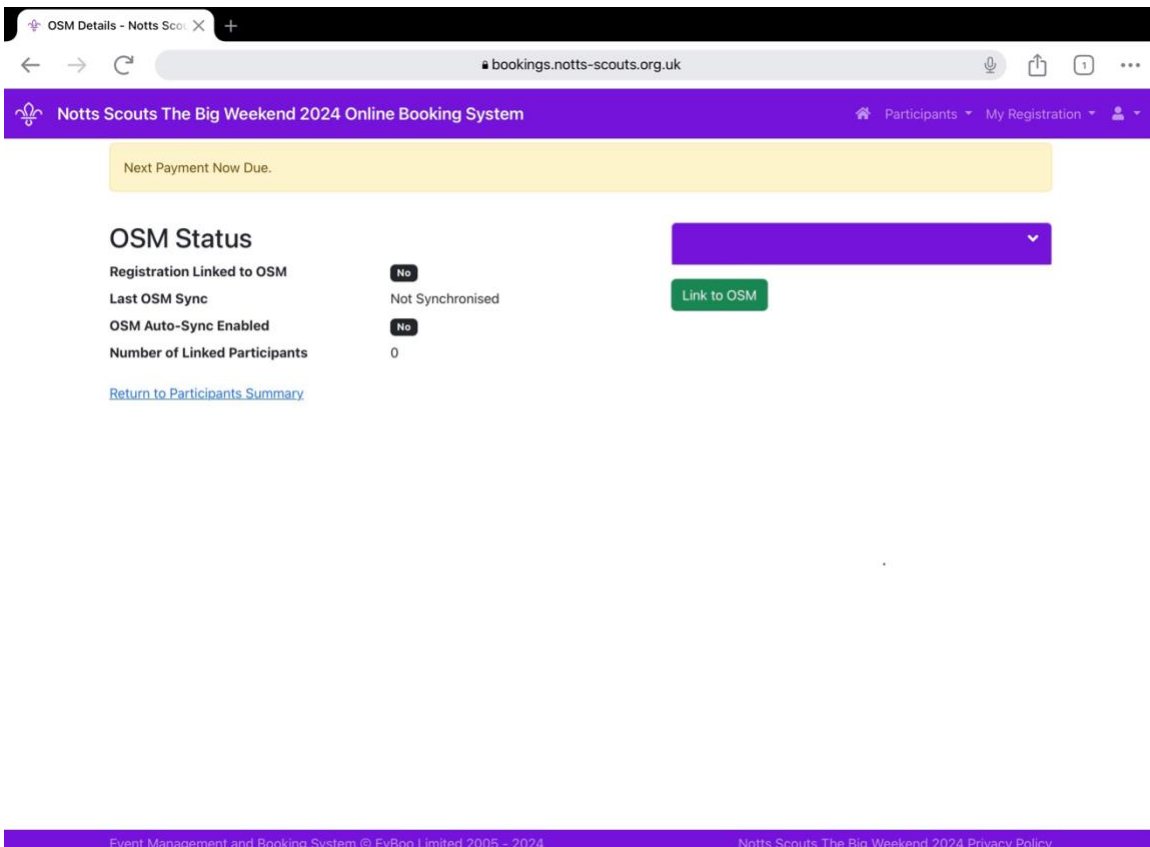 OSM Details - Notts Scou
bookings.notts-scouts.org.uk
1
Notts Scouts The Big Weekend 2024 Online Booking System
Participants
My Registration
Next Payment Now Due.
OSM Status
Registration Linked to OSM No
Last OSM Sync Not Synchronised
OSM Auto-Sync Enabled No
Number of Linked Participants 0
Link to OSM
Return to Participants Summary
Event Management and Booking System © EvBoo Limited 2005 - 2024
Notts Scouts The Big Weekend 2024 Privacy Policy